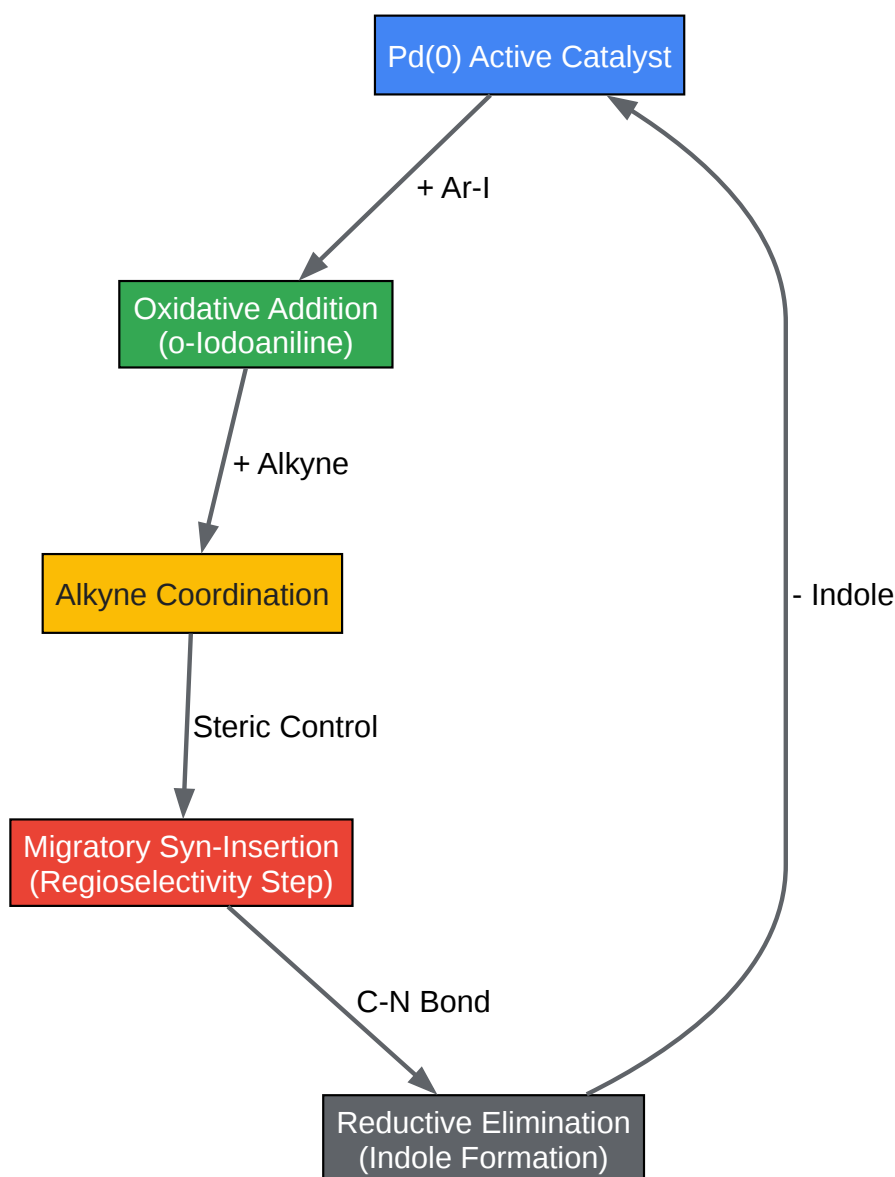 Pd(0) Active Catalyst
+ Ar-I
Oxidative Addition
(o-Iodoaniline)
+ Alkyne
Alkyne Coordination
- Indole
Steric Control
Migratory Syn-Insertion
(Regioselectivity Step)
C-N Bond
Reductive Elimination
(Indole Formation)